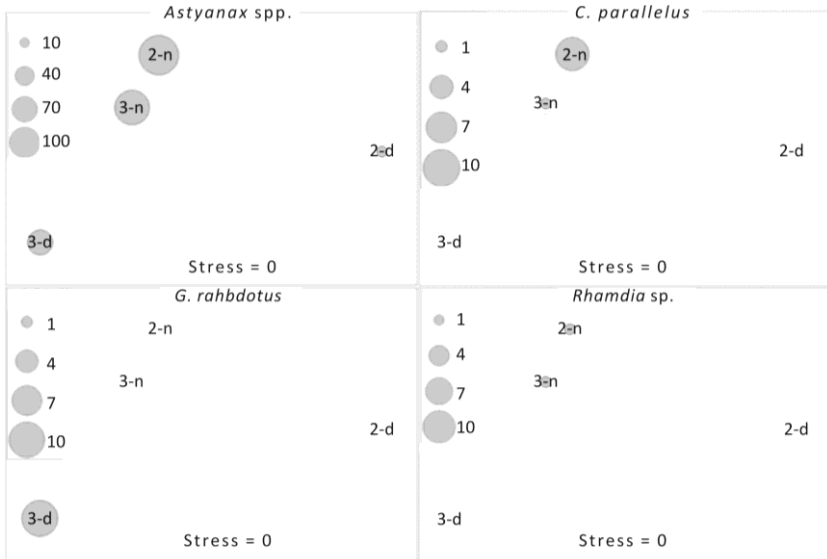 Astyanax spp.
10
40
70
100
2-n
3-n
2-d
3-d
Stress = 0
C. parallelus
1
4
7
10
2-n
3-n
2-d
3-d
Stress = 0
G. rahbdotus
1
4
7
10
2-n
3-n
2-d
3-d
Stress = 0
Rhamdia sp.
1
4
7
10
2-n
3-n
2-d
3-d
Stress = 0